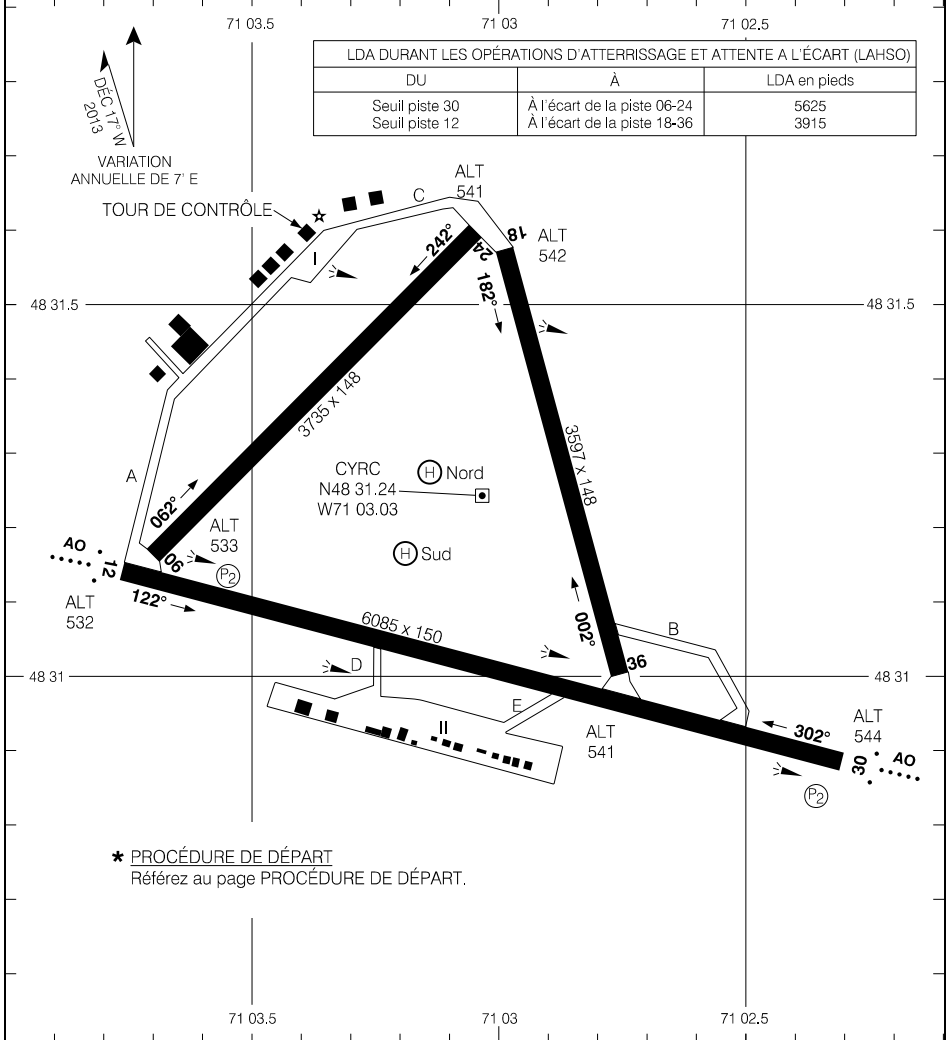 71 03.5
71 03
71 02.5
LDA DURANT LES OPÉRATIONS D'ATTERRISSAGE ET ATTENTE A L'ÉCART (LAHSO)
DU
À
LDA en pieds
Seuil piste 30
À l'écart de la piste 06-24
5625
Seuil piste 12
À l'écart de la piste 18-36
3915
DÉC 17° W
2013
VARIATION
ANNUELLE DE 7' E
TOUR DE CONTRÔLE
C
ALT
541
I
242°
24
18
ALT
542
182°
48 31.5
48 31.5
3735 x 148
3597 x 148
A
CYRC
N48 31.24
W71 03.03
H Nord
H Sud
062°
06
ALT
533
P2
AO
12
ALT
532
122°
6085 x 150
002°
36
B
D
E
II
48 31
48 31
ALT
541
302°
ALT
544
30
AO
P2
* PROCÉDURE DE DÉPART
Référez au page PROCÉDURE DE DÉPART.
71 03.5
71 03
71 02.5